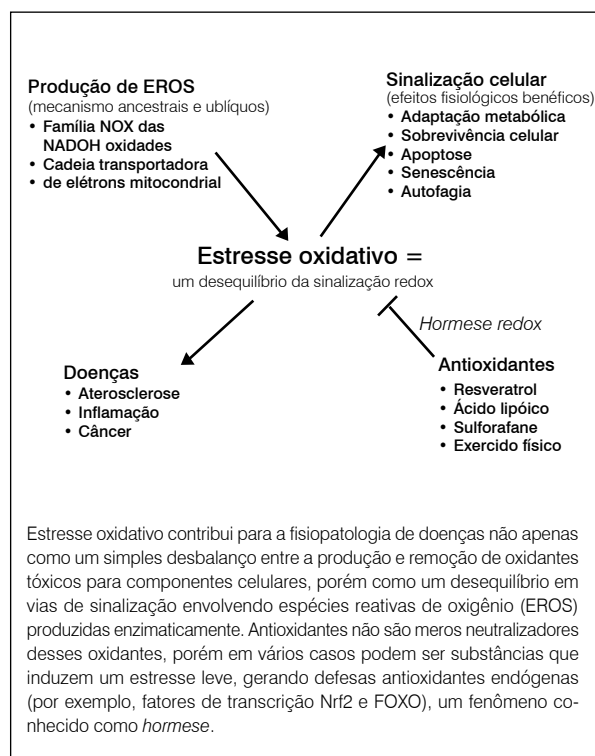 Produção de EROS
(mecanismo ancestrais e ublíquos)
• Família NOX das
NADOH oxidades
• Cadeia transportadora
• de elétrons mitocondrial
Sinalização celular
(efeitos fisiológicos benéficos)
• Adaptação metabólica
• Sobrevivência celular
• Apoptose
• Senescência
• Autofagia
Estresse oxidativo =
um desequilíbrio da sinalização redox
Hormese redox
Doenças
• Aterosclerose
• Inflamação
• Câncer
Antioxidantes
• Resveratrol
• Ácido lipóico
• Sulforafane
• Exercido físico
Estresse oxidativo contribui para a fisiopatologia de doenças não apenas
como um simples desbalanço entre a produção e remoção de oxidantes
tóxicos para componentes celulares, porém como um desequilíbrio em
vias de sinalização envolvendo espécies reativas de oxigênio (EROS)
produzidas enzimaticamente. Antioxidantes não são meros neutralizadores
desses oxidantes, porém em vários casos podem ser substâncias que
induzem um estresse leve, gerando defesas antioxidantes endógenas
(por exemplo, fatores de transcrição Nrf2 e FOXO), um fenômeno co-
nhecido como hormese.